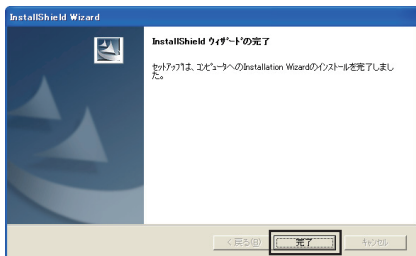 InstallShield Wizard
InstallShield ウィザードの完了
セットアップは、コンピュータへのInstallation Wizardのインストールを完了しまし
た。
< 戻る(B)
完了
キャンセル